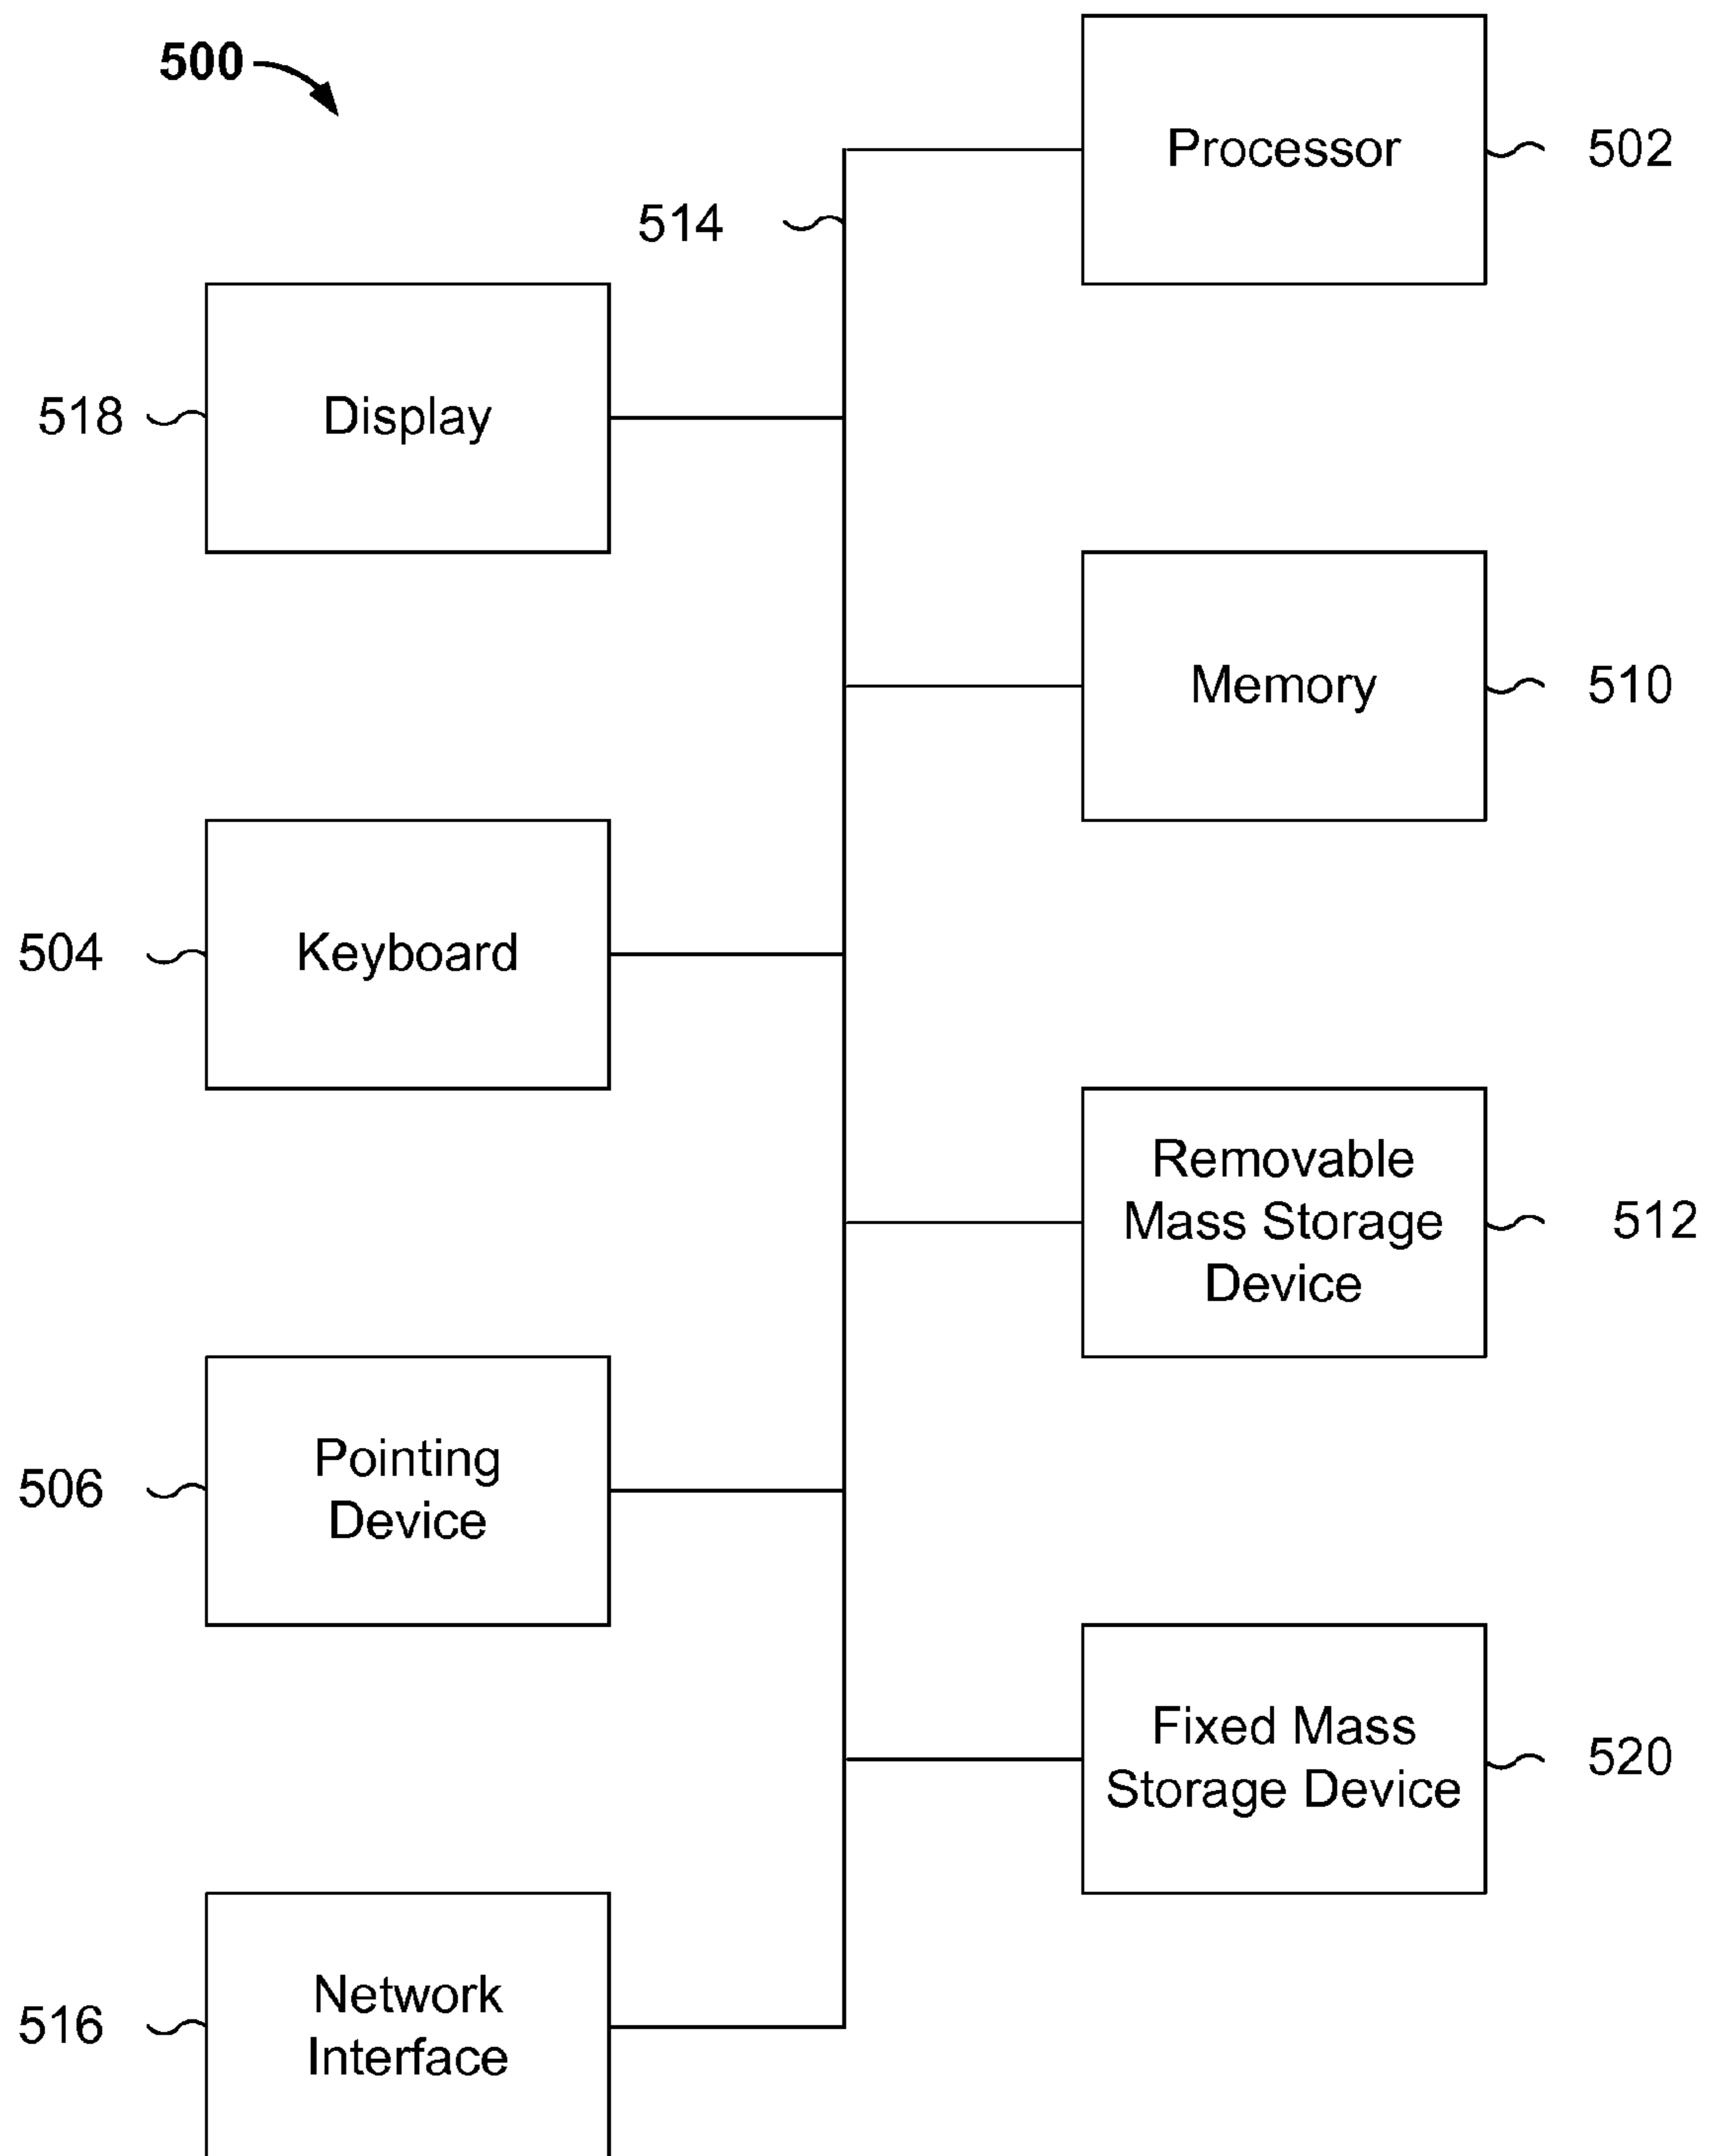 500
Processor
502
514
518
Display
Memory
510
504
Keyboard
Removable
Mass Storage
Device
512
506
Pointing
Device
Fixed Mass
Storage Device
520
516
Network
Interface